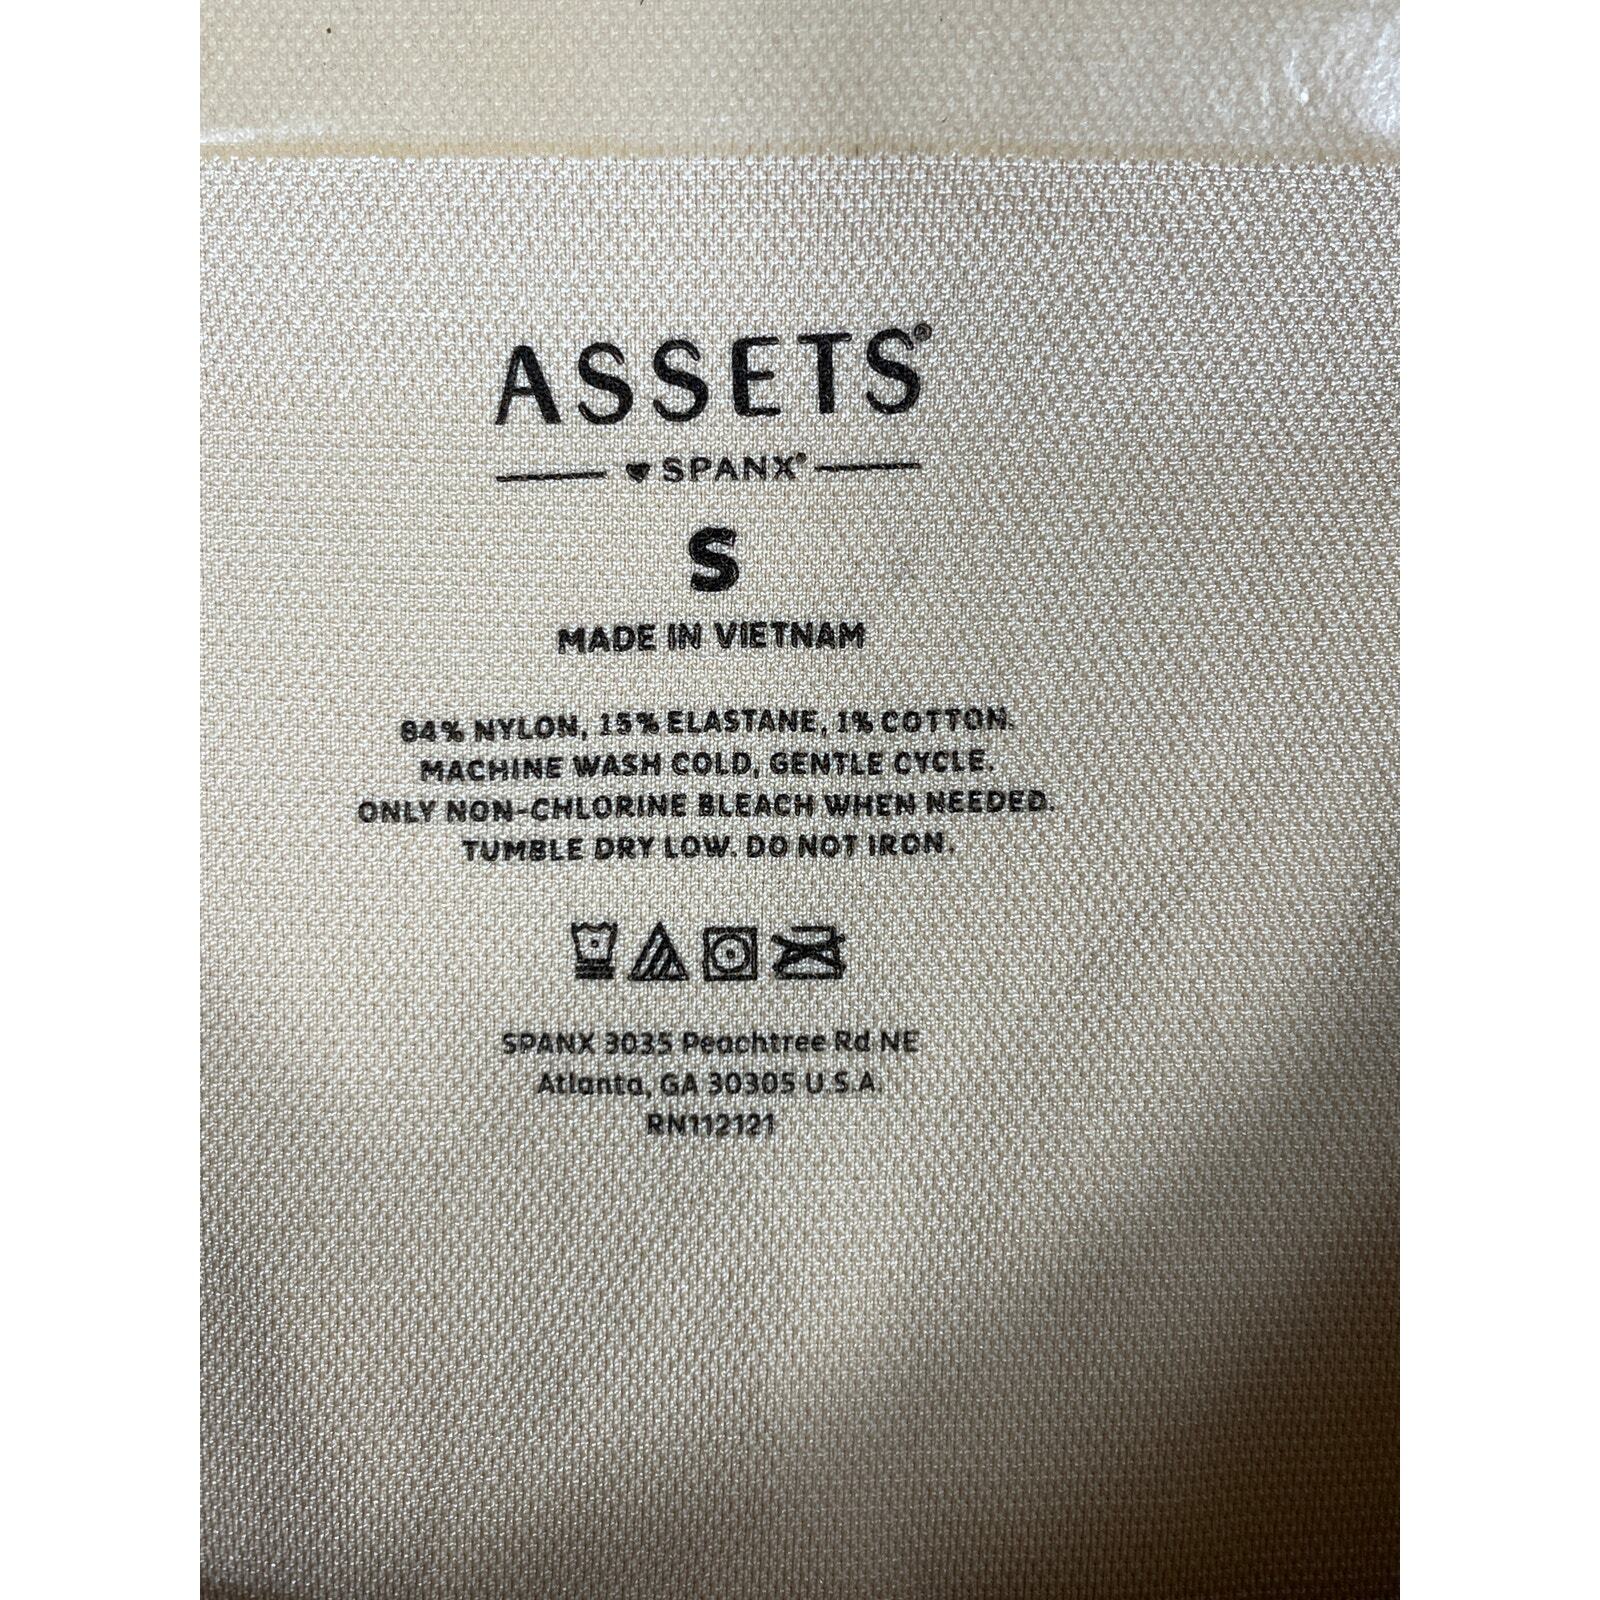 ASSETS®
♥SPANX®
S
MADE IN VIETNAM
84% NYLON, 15% ELASTANE, 1% COTTON.
MACHINE WASH COLD, GENTLE CYCLE.
ONLY NON-CHLORINE BLEACH WHEN NEEDED.
TUMBLE DRY LOW. DO NOT IRON.
SPANX 3035 Peachtree Rd NE
Atlanta, GA 30305 U.S.A.
RN112121